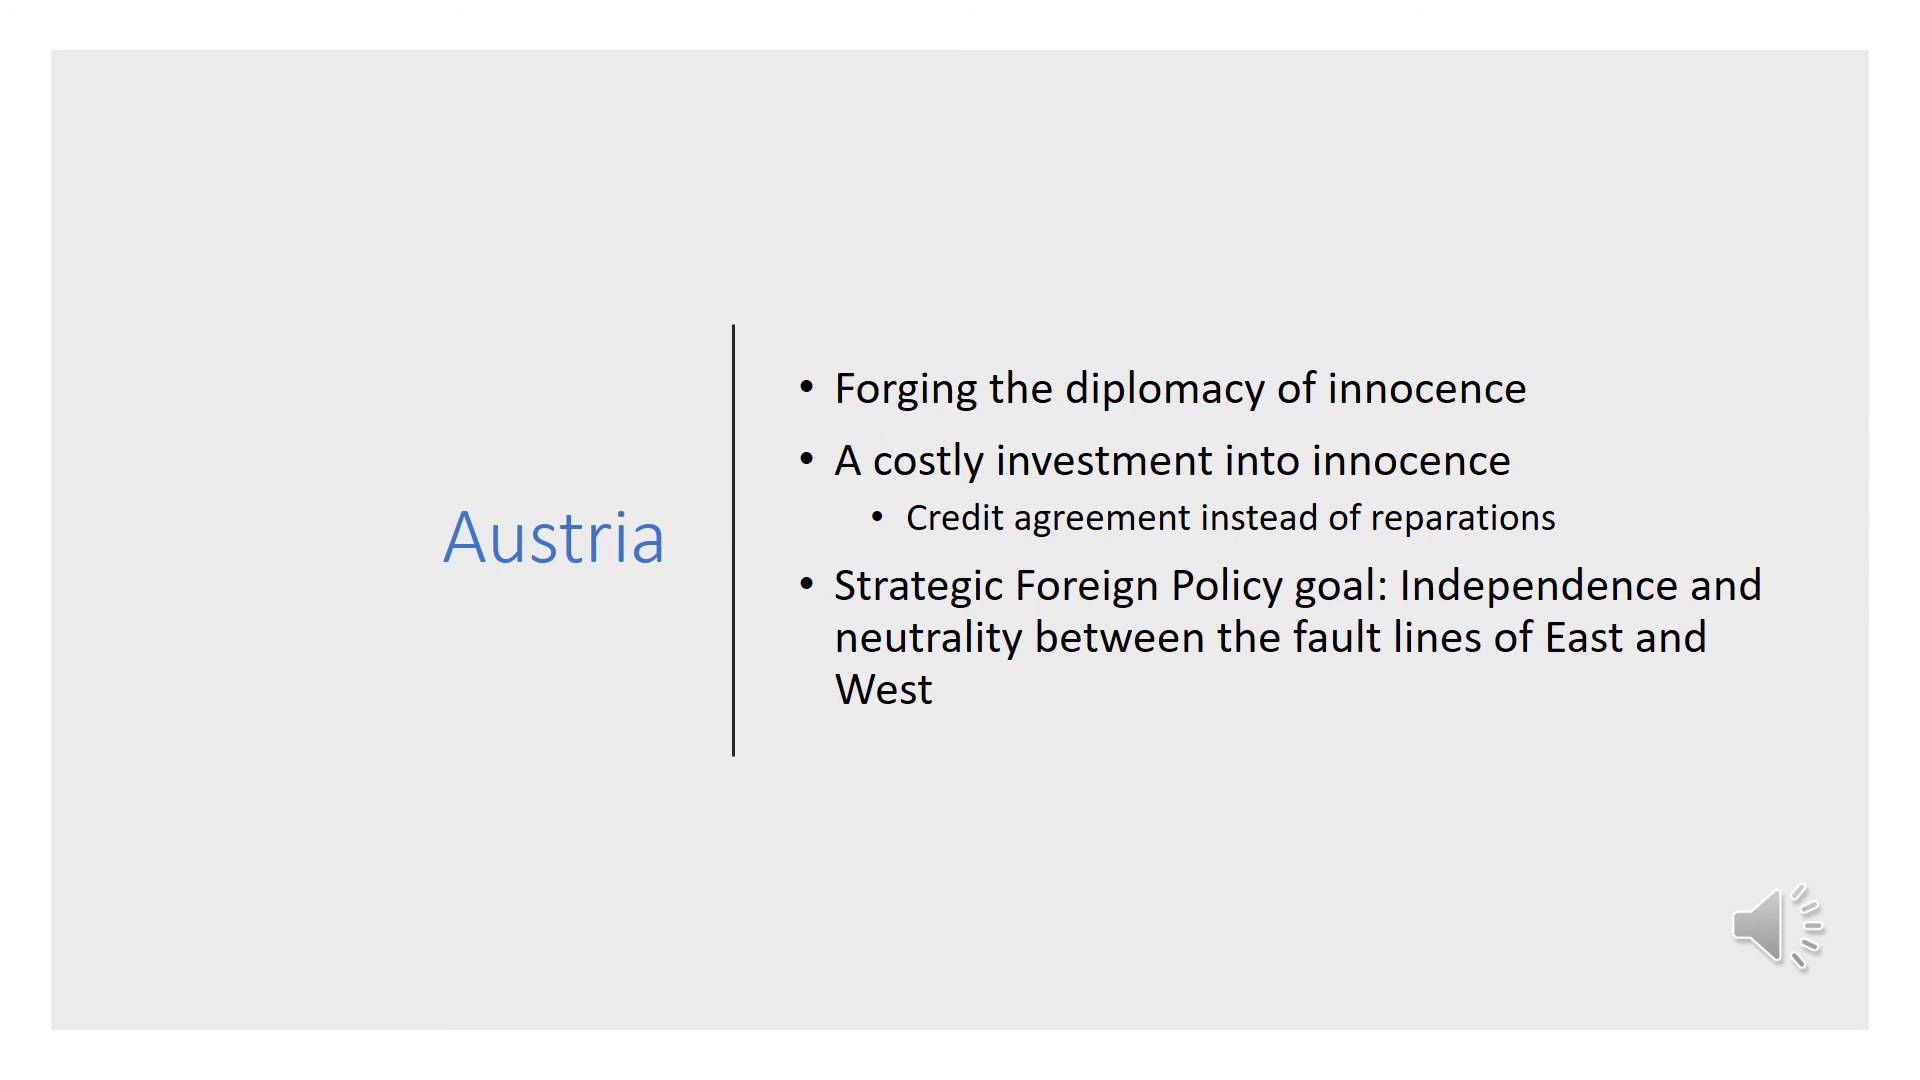 Austria
• Forging the diplomacy of innocence
• A costly investment into innocence
• Credit agreement instead of reparations
• Strategic Foreign Policy goal: Independence and
neutrality between the fault lines of East and
West